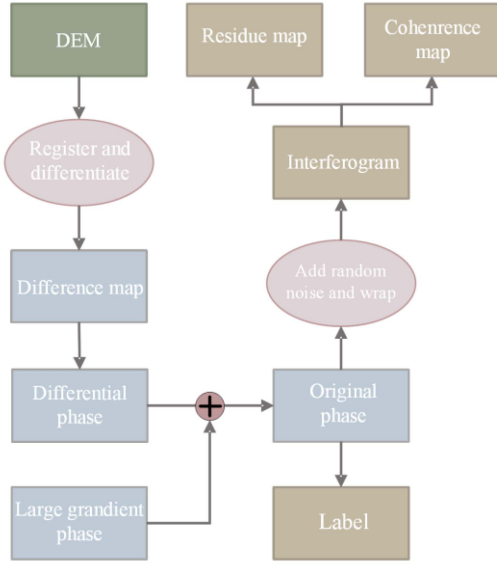 DEM
Residue map
Cohenrence
map
Register and
differentiate
Interferogram
Difference map
Add random
noise and wrap
Differential
phase
Original
phase
Large grandient
phase
Label